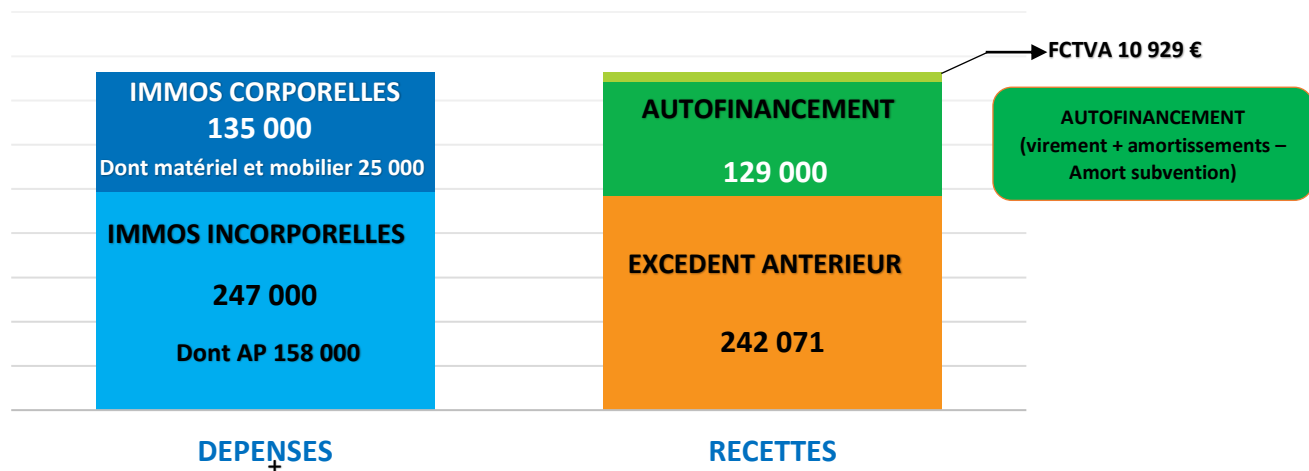 IMMOS CORPORELLES
135 000
Dont matériel et mobilier 25 000
IMMOS INCORPORELLES
247 000
Dont AP 158 000
DEPENSES
AUTOFINANCEMENT
129 000
EXCEDENT ANTERIEUR
242 071
RECETTES
FCTVA 10 929 €
AUTOFINANCEMENT
(virement + amortissements –
Amort subvention)